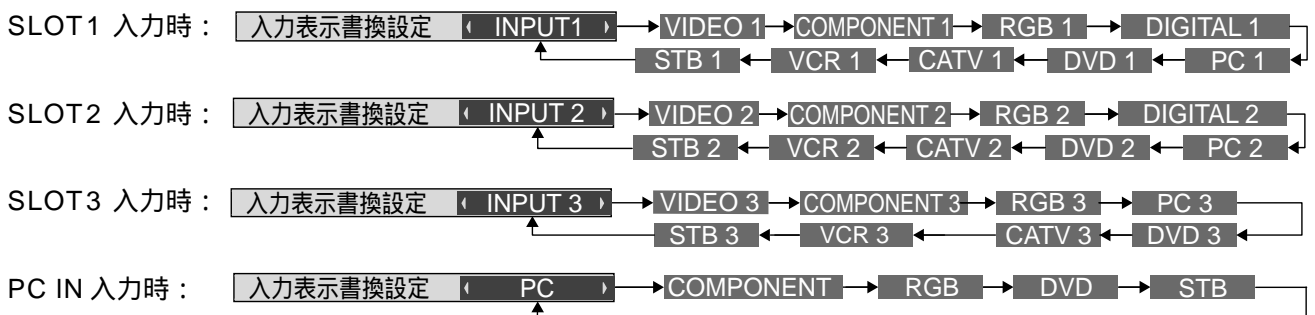 SLOT1 入力時： 入力表示書換設定 INPUT1 VIDEO 1 COMPONENT 1 RGB 1 DIGITAL 1
STB 1 VCR 1 CATV 1 DVD 1 PC 1
SLOT2 入力時： 入力表示書換設定 INPUT 2 VIDEO 2 COMPONENT 2 RGB 2 DIGITAL 2
STB 2 VCR 2 CATV 2 DVD 2 PC 2
SLOT3 入力時： 入力表示書換設定 INPUT 3 VIDEO 3 COMPONENT 3 RGB 3 PC 3
STB 3 VCR 3 CATV 3 DVD 3
PC IN 入力時： 入力表示書換設定 PC COMPONENT RGB DVD STB